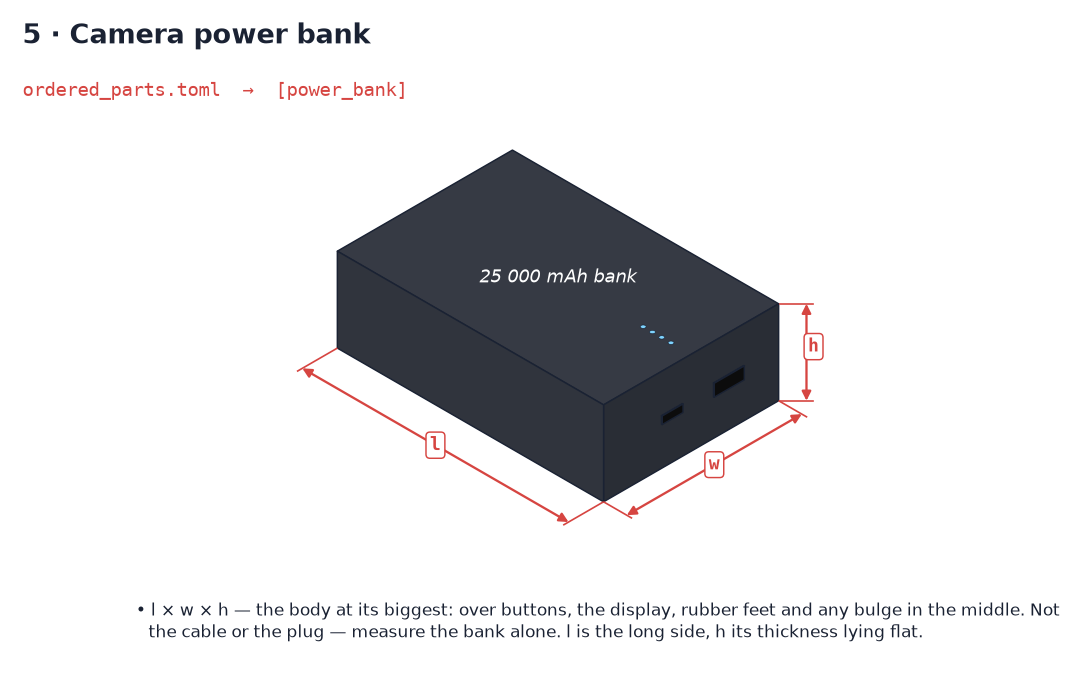 5 · Camera power bank
ordered_parts.toml → [power_bank]
25 000 mAh bank
h
l
w
• l × w × h — the body at its biggest: over buttons, the display, rubber feet and any bulge in the middle. Not
the cable or the plug — measure the bank alone. l is the long side, h its thickness lying flat.